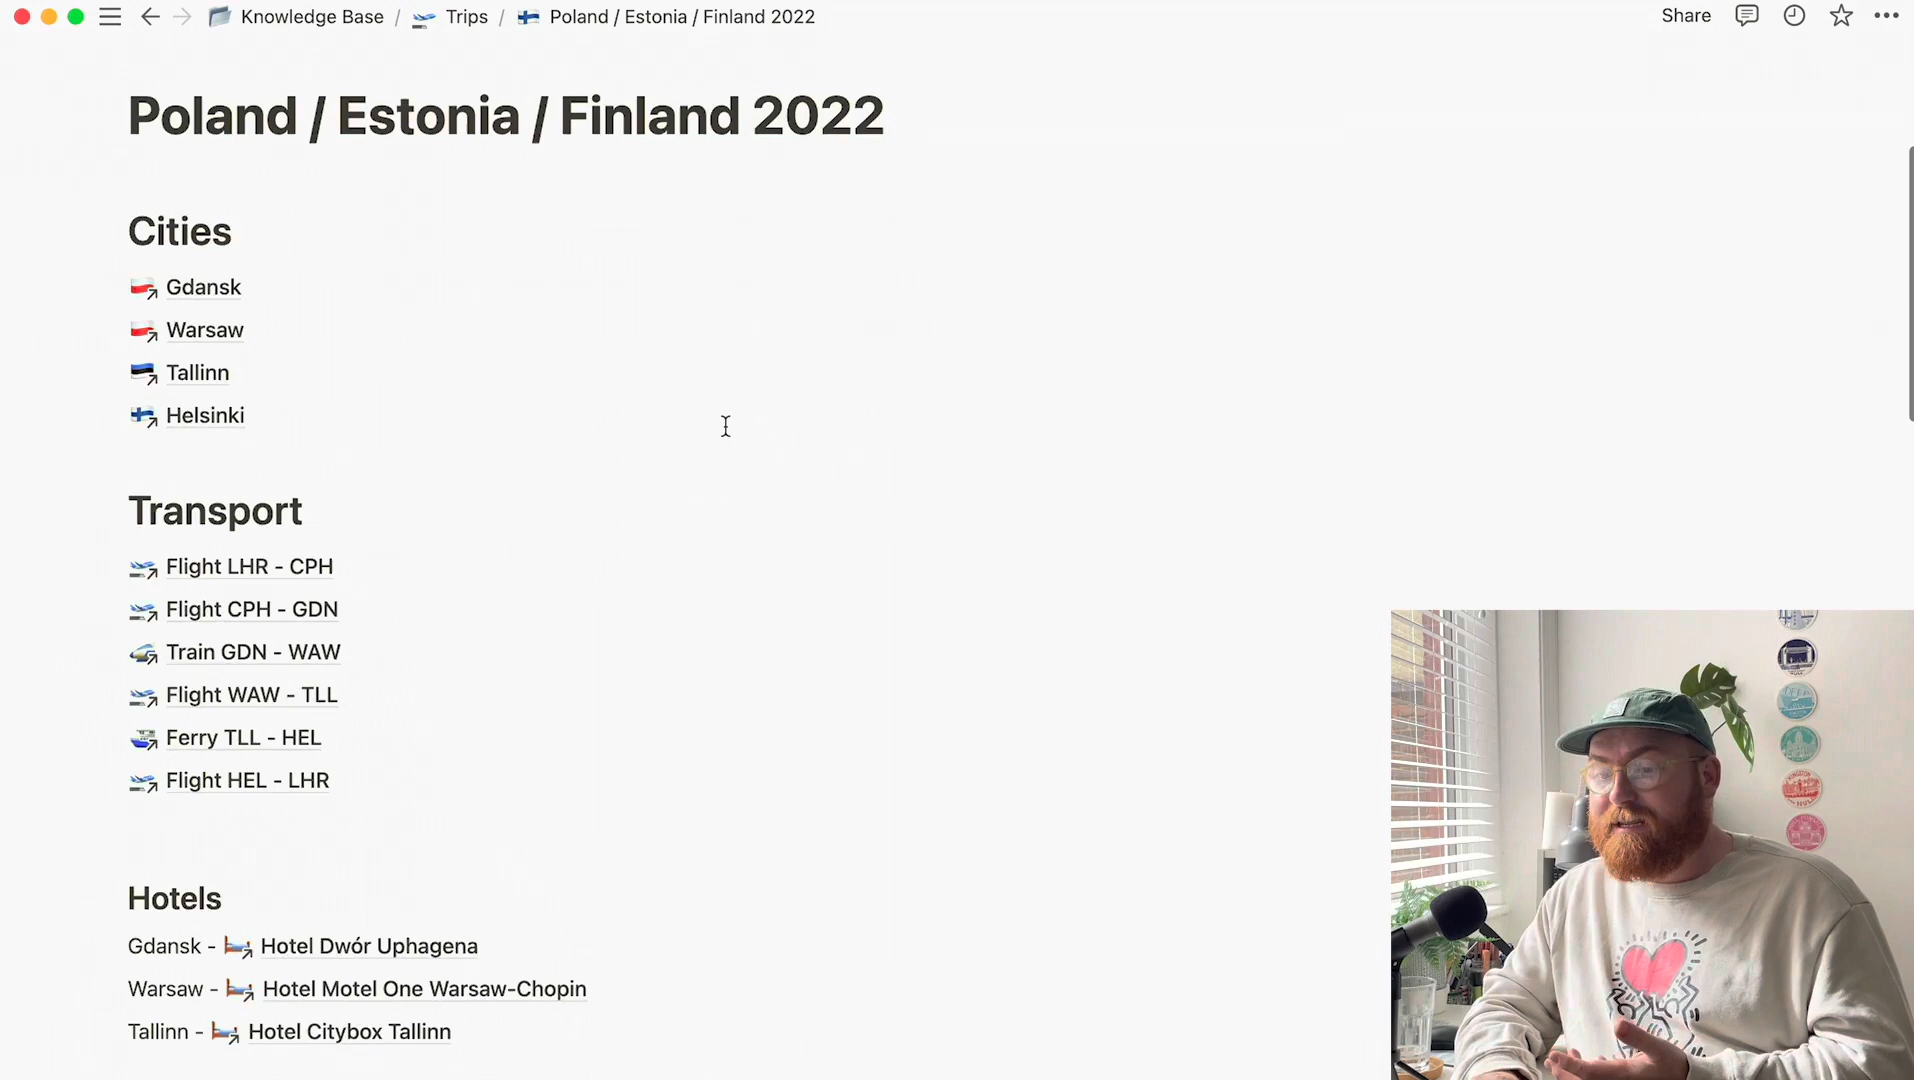 Knowledge Base / Trips / Poland / Estonia / Finland 2022
Share
Poland / Estonia / Finland 2022
Cities
Gdansk
Warsaw
Tallinn
Helsinki
Transport
Flight LHR - CPH
Flight CPH - GDN
Train GDN - WAW
Flight WAW - TLL
Ferry TLL - HEL
Flight HEL - LHR
Hotels
Gdansk - Hotel Dwór Uphagena
Warsaw - Hotel Motel One Warsaw-Chopin
Tallinn - Hotel Citybox Tallinn